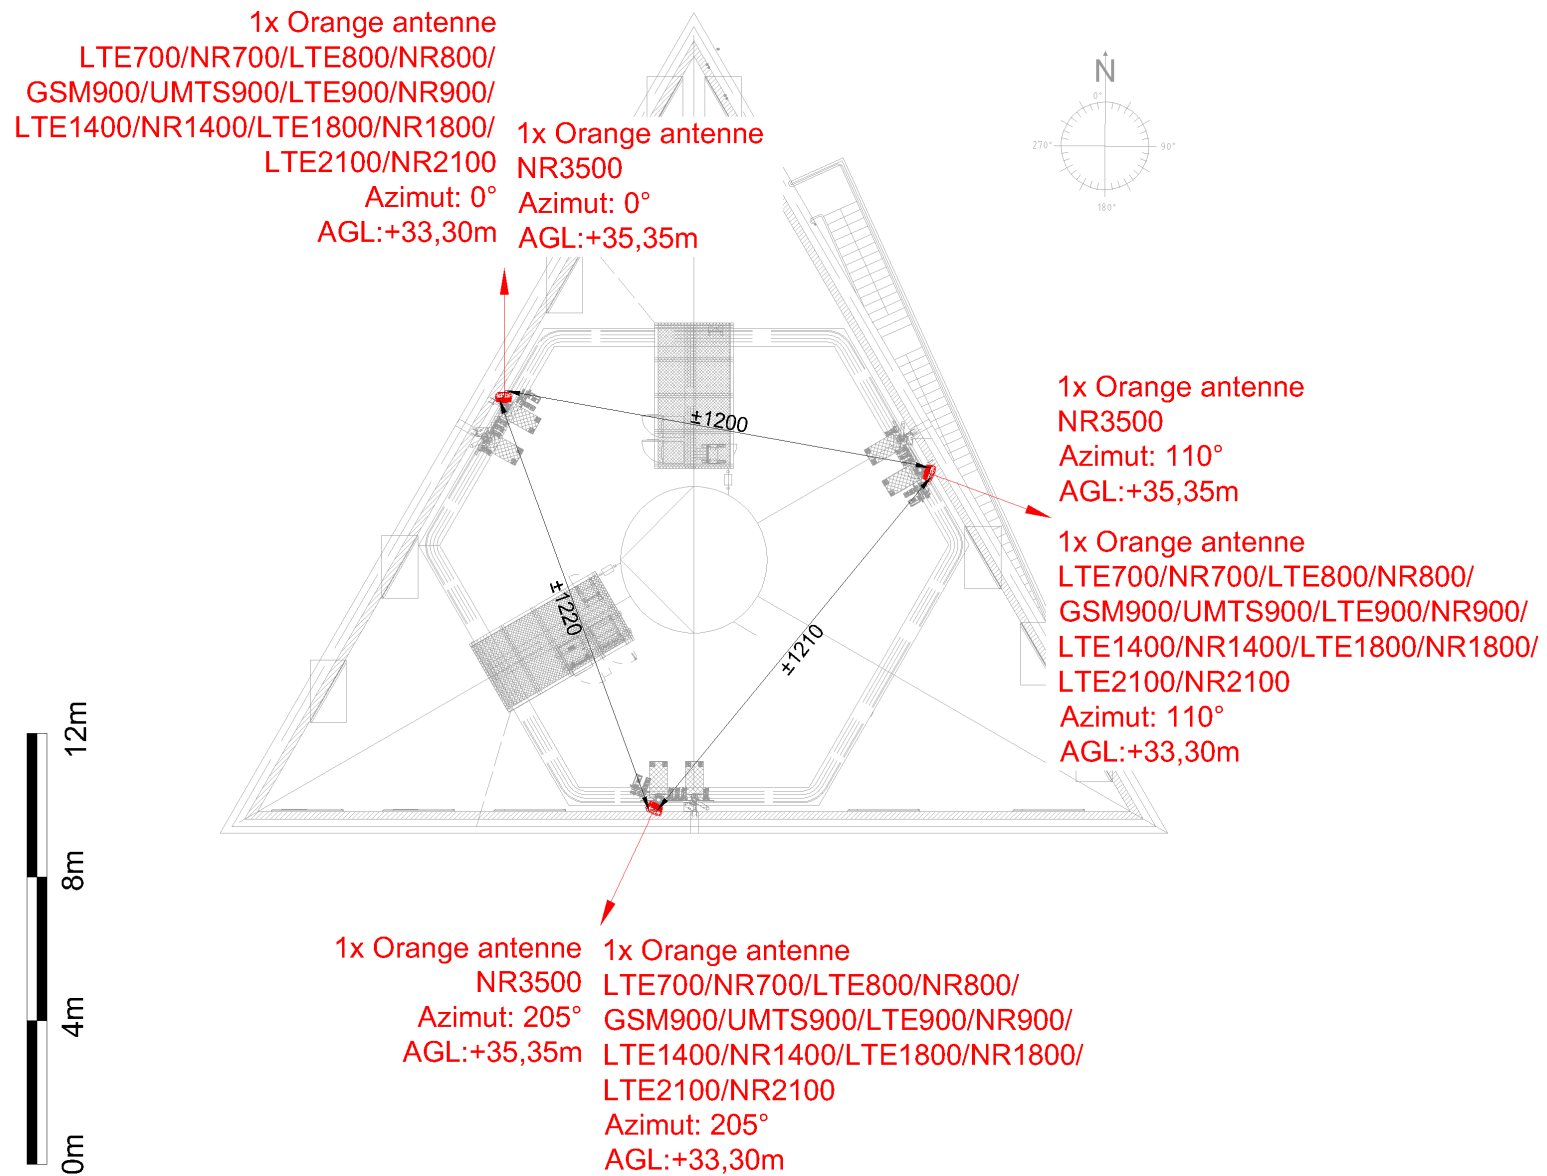 1x Orange antenne
LTE700/NR700/LTE800/NR800/
GSM900/UMTS900/LTE900/NR900/
LTE1400/NR1400/LTE1800/NR1800/
LTE2100/NR2100
Azimut: 0°
AGL:+33,30m
1x Orange antenne
NR3500
Azimut: 0°
AGL:+35,35m
N
0°
270°
90°
180°
±1200
±1220
±1210
1x Orange antenne
NR3500
Azimut: 110°
AGL:+35,35m
1x Orange antenne
LTE700/NR700/LTE800/NR800/
GSM900/UMTS900/LTE900/NR900/
LTE1400/NR1400/LTE1800/NR1800/
LTE2100/NR2100
Azimut: 110°
AGL:+33,30m
12m
8m
4m
0m
1x Orange antenne
NR3500
Azimut: 205°
AGL:+35,35m
1x Orange antenne
LTE700/NR700/LTE800/NR800/
GSM900/UMTS900/LTE900/NR900/
LTE1400/NR1400/LTE1800/NR1800/
LTE2100/NR2100
Azimut: 205°
AGL:+33,30m